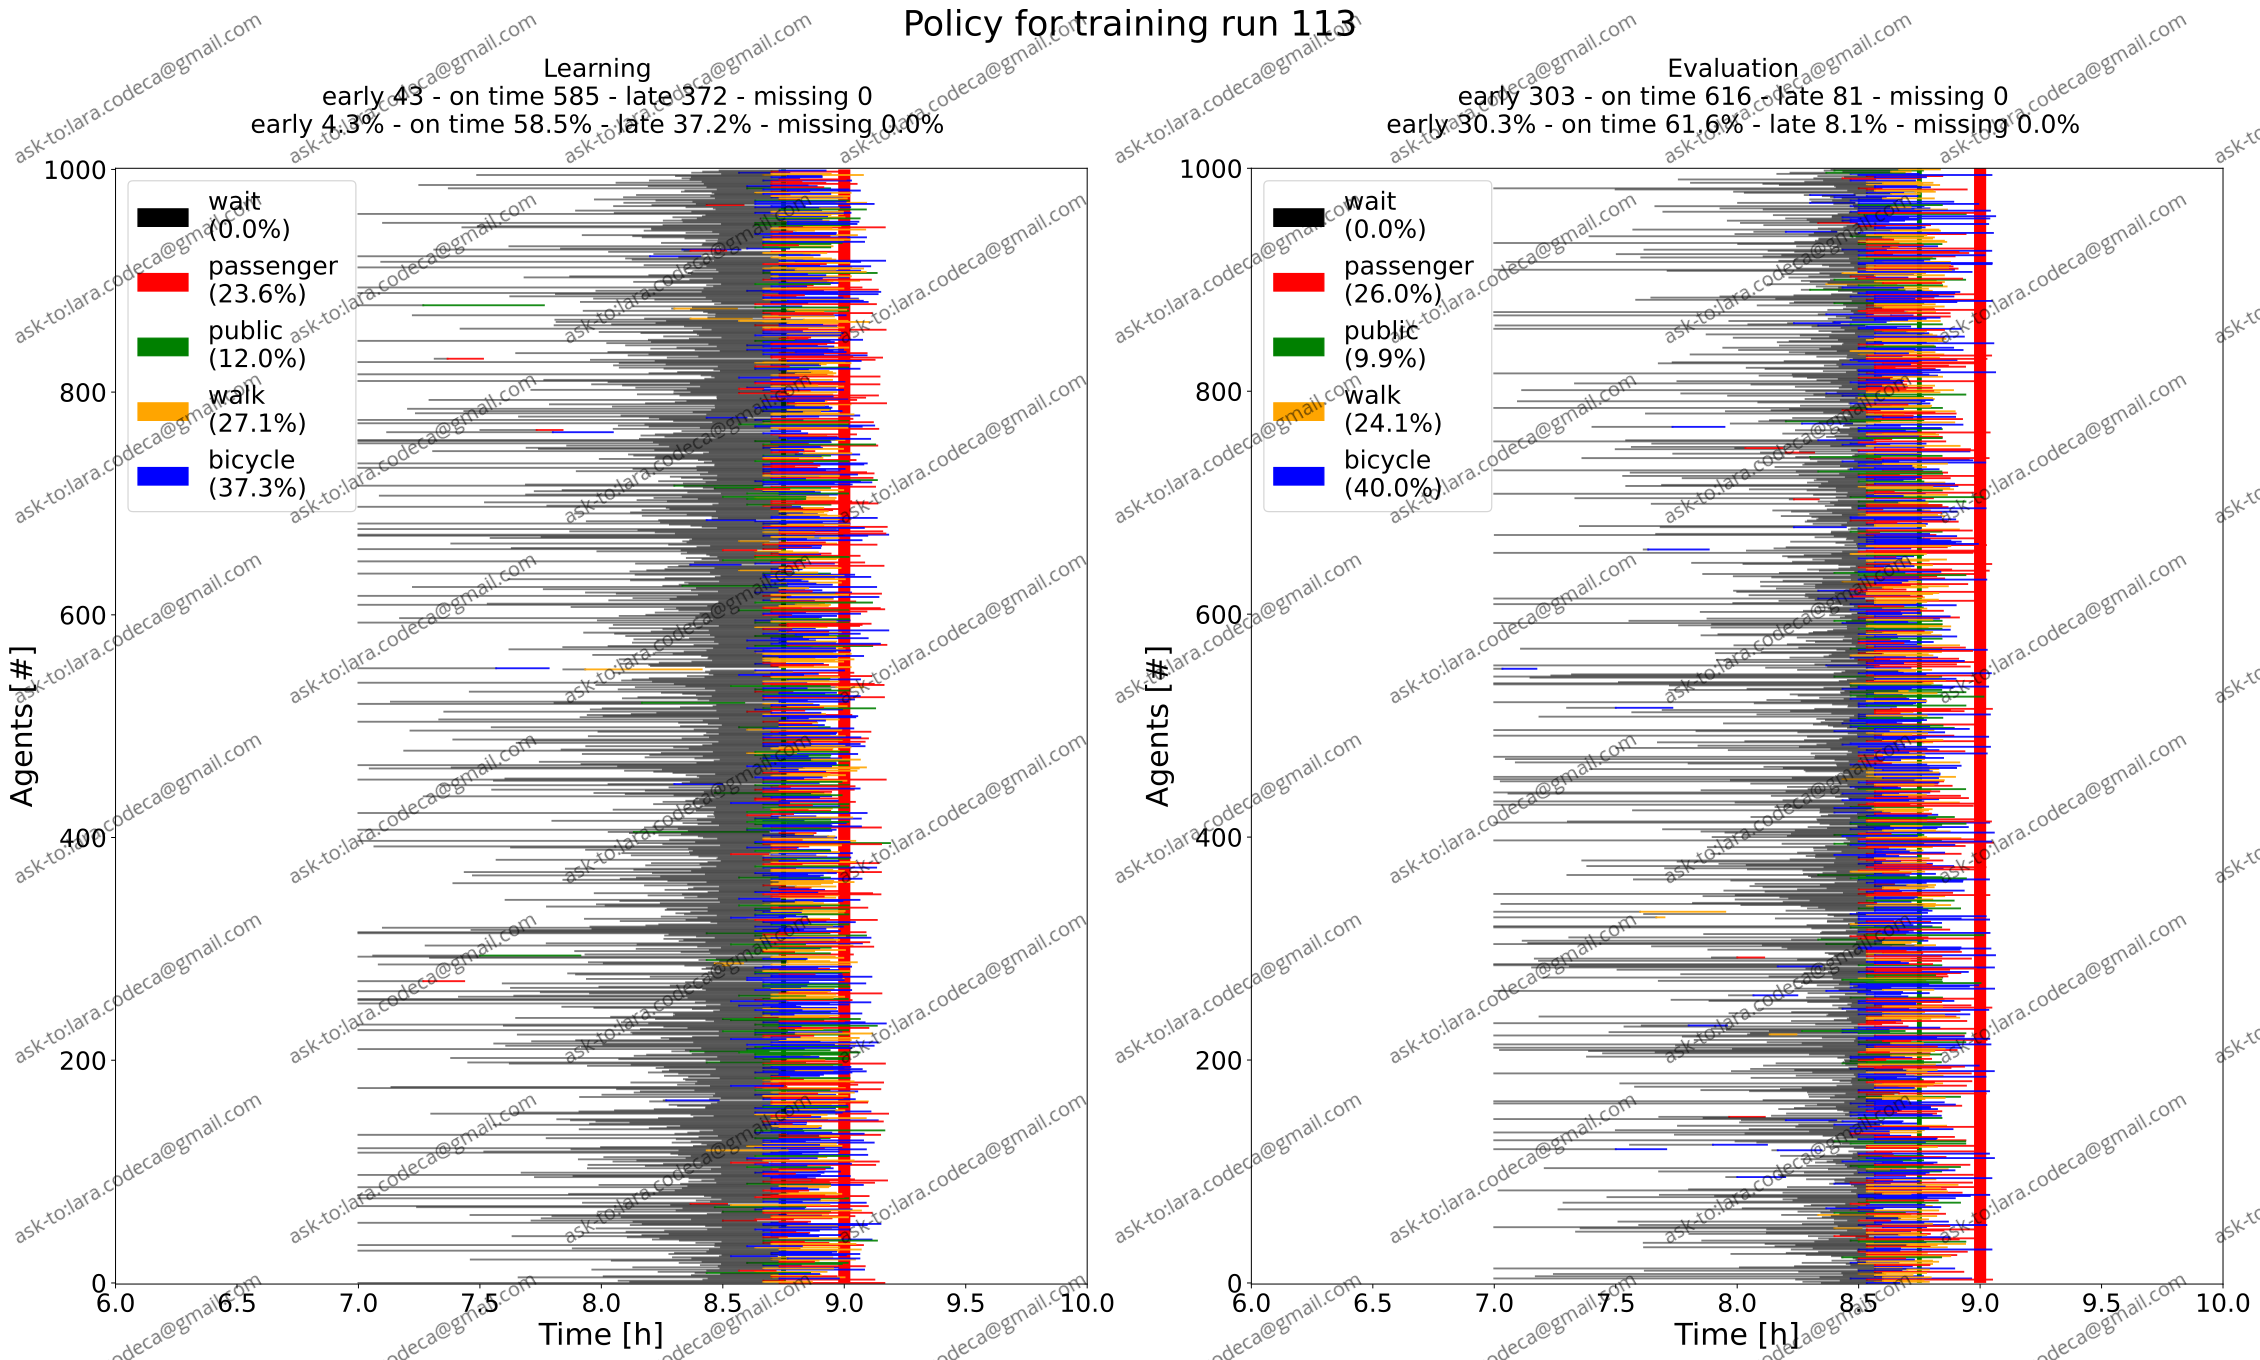 Policy for training run 113
Learning
early 43 - on time 585 - late 372 - missing 0
early 4.3% - on time 58.5% - late 37.2% - missing 0.0%
1000
800
600
400
200
0
Agents [#]
wait
(0.0%)
passenger
(23.6%)
public
(12.0%)
walk
(27.1%)
bicycle
(37.3%)
6.0 6.5 7.0 7.5 8.0 8.5 9.0 9.5 10.0
Time [h]
Evaluation
early 303 - on time 616 - late 81 - missing 0
early 30.3% - on time 61.6% - late 8.1% - missing 0.0%
1000
800
600
400
200
0
Agents [#]
wait
(0.0%)
passenger
(26.0%)
public
(9.9%)
walk
(24.1%)
bicycle
(40.0%)
6.0 6.5 7.0 7.5 8.0 8.5 9.0 9.5 10.0
Time [h]
ask-to:lara.codeca@gmail.com